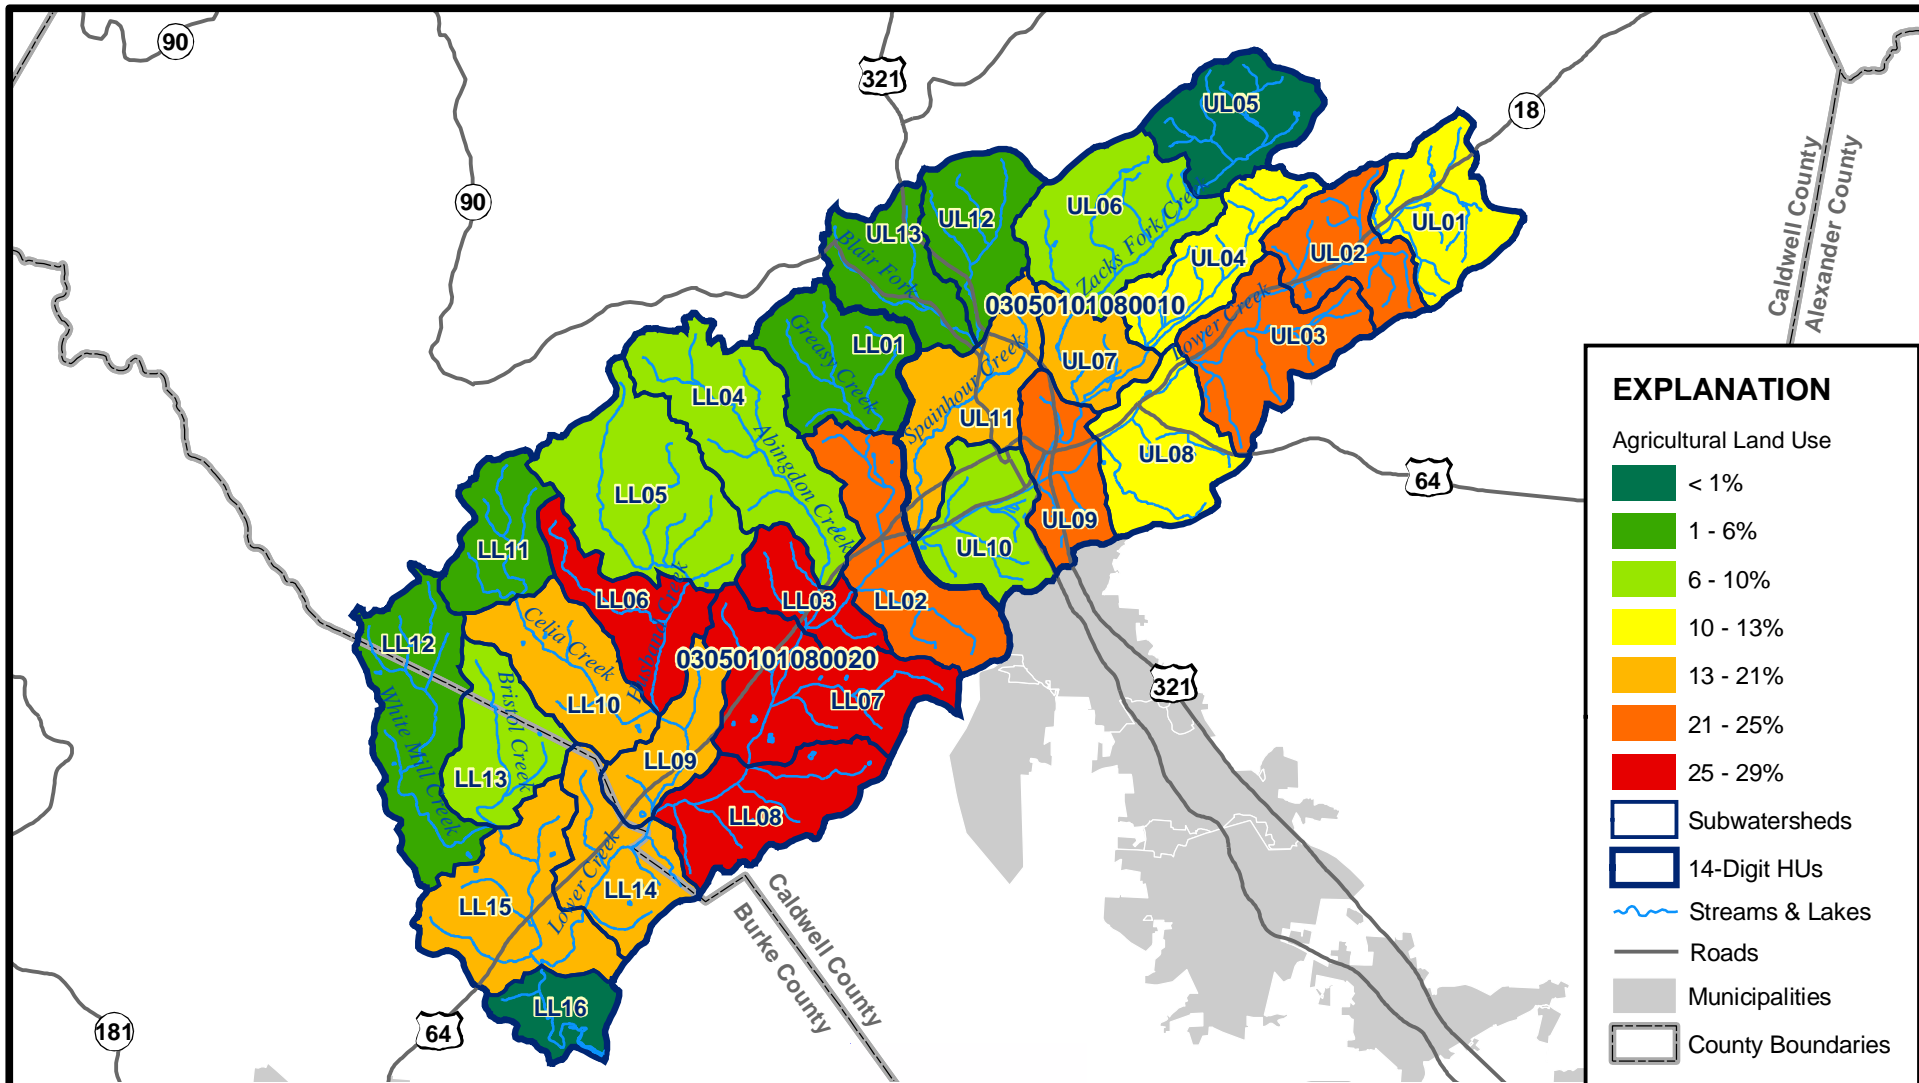 90
321
18
90
Caldwell County
Alexander County
UL05
UL06
UL12
UL13
UL01
UL02
UL04
UL03
Blair Fork
Zacks Fork Creek
03050101080010
Lower Creek
LL01
Greasy Creek
UL07
Spainhour Creek
UL11
LL04
Abingdon Creek
UL08
64
LL05
UL09
UL10
LL11
LL06
LL03
LL02
Husband Creek
Celia Creek
LL12
03050101080020
321
Bristol Creek
LL10
LL07
White Mill Creek
LL09
LL13
LL08
Lower Creek
LL14
LL15
Caldwell County
Burke County
LL16
64
181
EXPLANATION
Agricultural Land Use
< 1%
1 - 6%
6 - 10%
10 - 13%
13 - 21%
21 - 25%
25 - 29%
Subwatersheds
14-Digit HUs
Streams & Lakes
Roads
Municipalities
County Boundaries